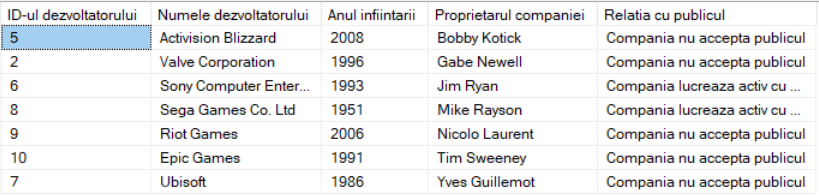 ID-ul dezvoltatorului Numele dezvoltatorului Anul infiintarii Proprietarul companiei Relatia cu publicul
5 Activision Blizzard 2008 Bobby Kotick Compania nu accepta publicul
2 Valve Corporation 1996 Gabe Newell Compania nu accepta publicul
6 Sony Computer Enter... 1993 Jim Ryan Compania lucreaza activ cu ...
8 Sega Games Co. Ltd 1951 Mike Rayson Compania lucreaza activ cu ...
9 Riot Games 2006 Nicolo Laurent Compania nu accepta publicul
10 Epic Games 1991 Tim Sweeney Compania nu accepta publicul
7 Ubisoft 1986 Yves Guillemot Compania nu accepta publicul